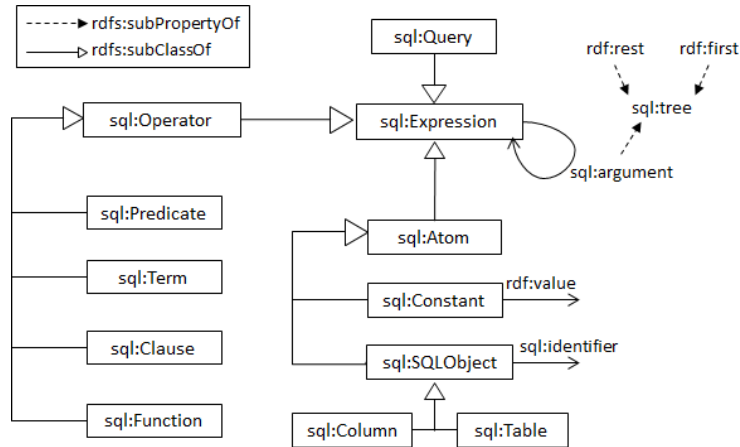 rdfs:subPropertyOf
rdfs:subClassOf
sql:Query
rdf:rest
rdf:first
sql:Operator
sql:Expression
sql:tree
sql:argument
sql:Predicate
sql:Atom
sql:Term
sql:Constant
rdf:value
sql:Clause
sql:SQLObject
sql:identifier
sql:Function
sql:Column
sql:Table